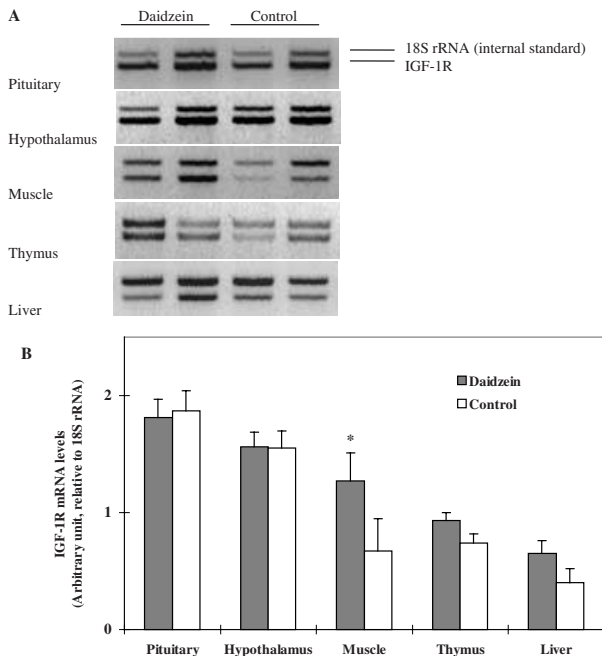 A
Daidzein Control
18S rRNA (internal standard)
IGF-1R
Pituitary
Hypothalamus
Muscle
Thymus
Liver
B
IGF-1R mRNA levels
(Arbitrary unit, relative to 18S rRNA)
2
1
0
Daidzein
Control
*
Pituitary Hypothalamus Muscle Thymus Liver